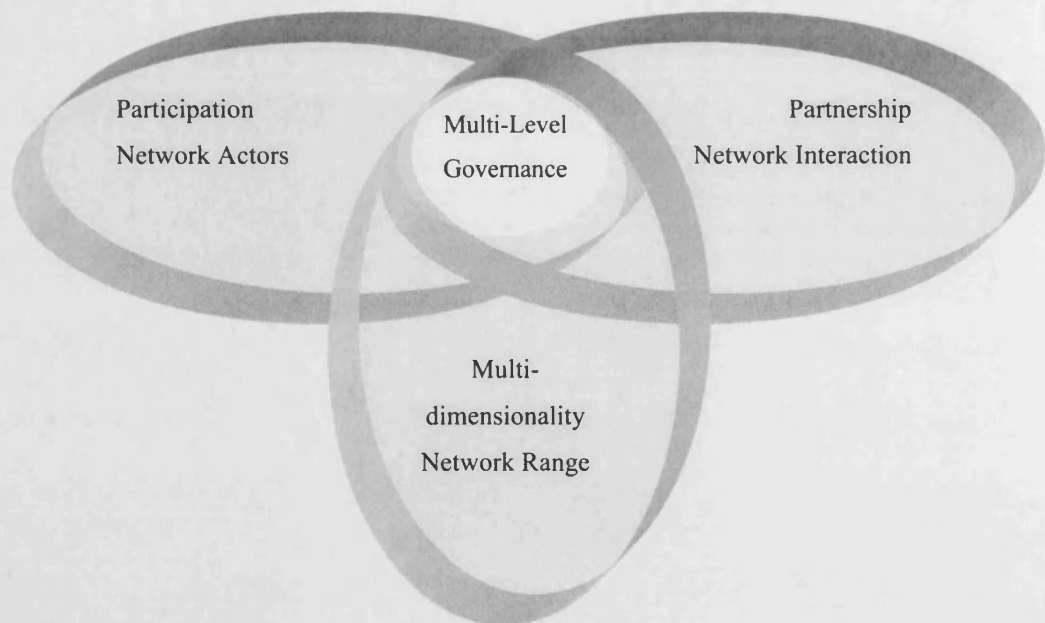 Participation
Network Actors
Multi-Level
Governance
Partnership
Network Interaction
Multi-
dimensionality
Network Range